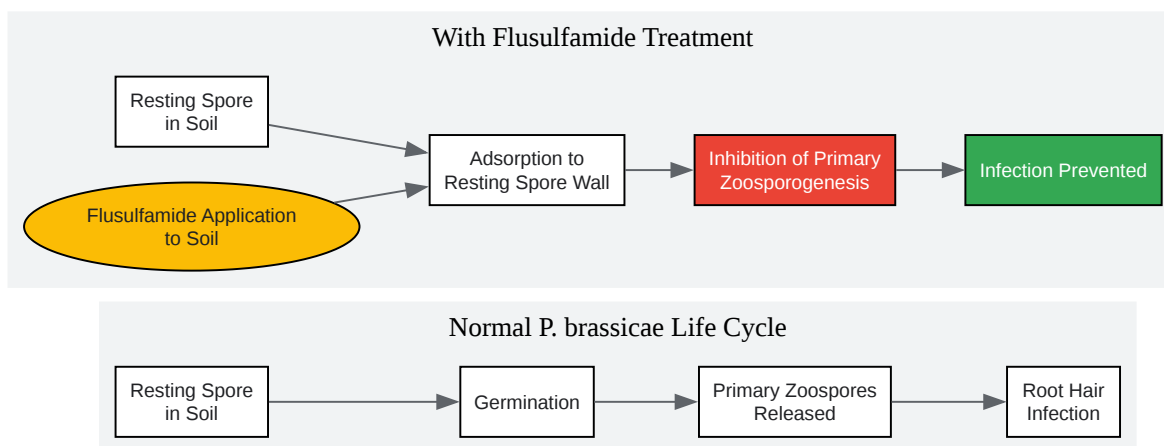 With Flusulfamide Treatment
Resting Spore
in Soil
Flusulfamide Application
to Soil
Adsorption to
Resting Spore Wall
Inhibition of Primary
Zoosporogenesis
Infection Prevented
Normal P. brassicae Life Cycle
Resting Spore
in Soil
Germination
Primary Zoospores
Released
Root Hair
Infection